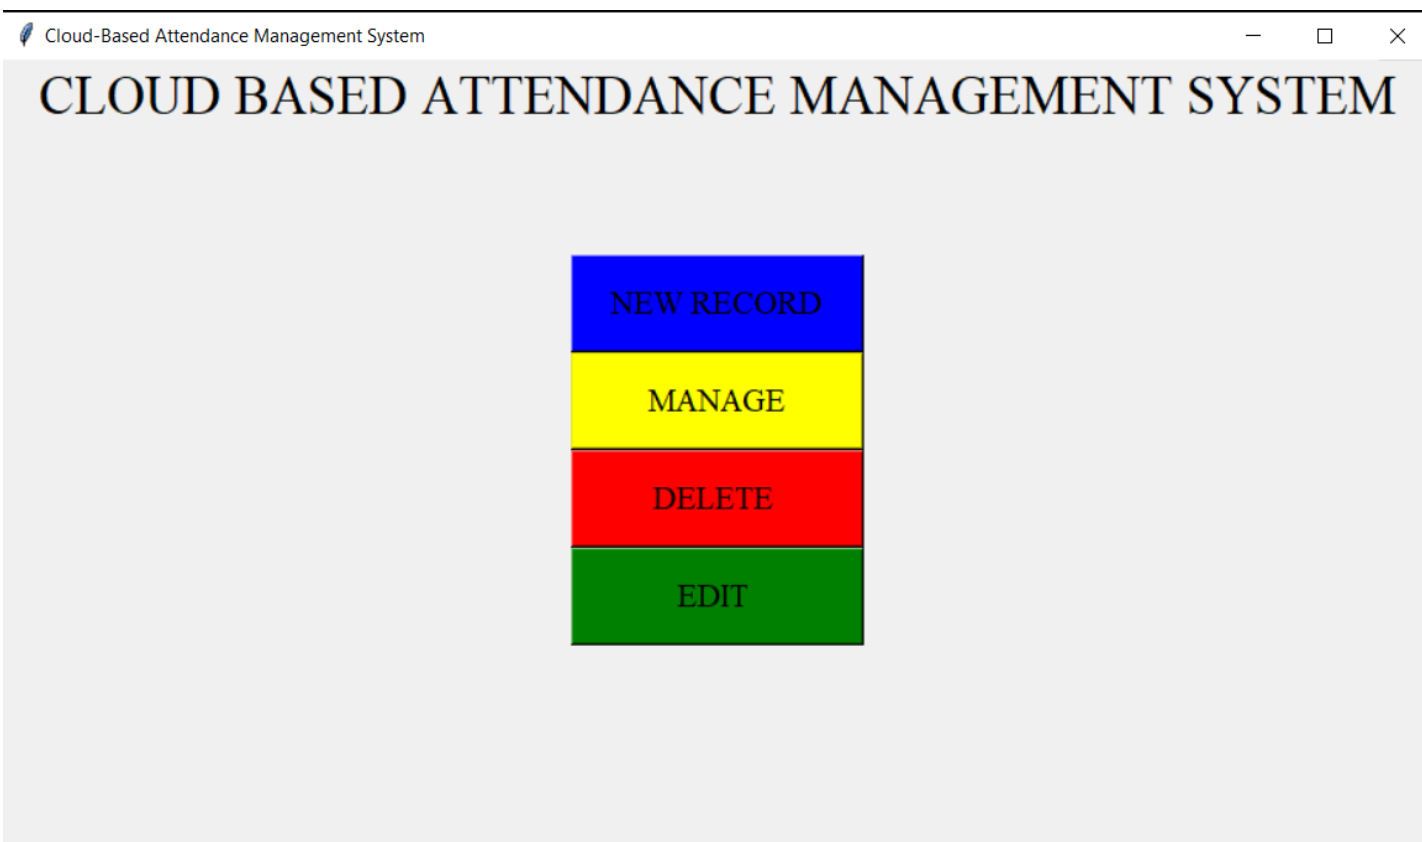 Cloud-Based Attendance Management System
CLOUD BASED ATTENDANCE MANAGEMENT SYSTEM
NEW RECORD
MANAGE
DELETE
EDIT